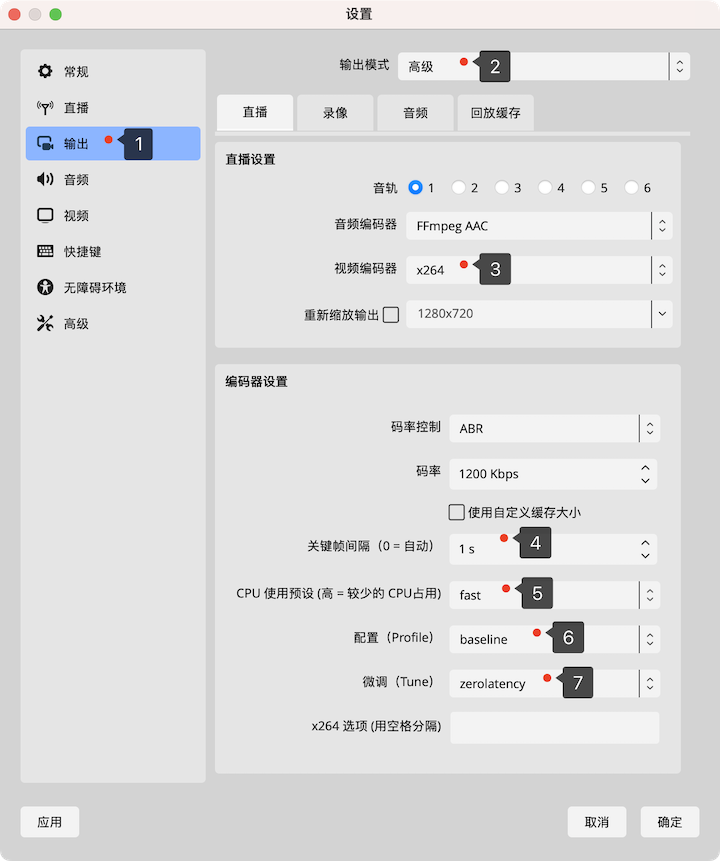 设置
常规
直播
输出 1
音频
视频
快捷键
无障碍环境
高级
输出模式 高级 2
直播 录像 音频 回放缓存
直播设置
音轨 1 2 3 4 5 6
音频编码器 FFmpeg AAC
视频编码器 x264 3
重新缩放输出 1280x720
编码器设置
码率控制 ABR
码率 1200 Kbps
使用自定义缓存大小
关键帧间隔（0 = 自动） 1 s 4
CPU 使用预设 (高 = 较少的 CPU占用) fast 5
配置（Profile） baseline 6
微调（Tune） zerolatency 7
x264 选项 (用空格分隔)
应用 取消 确定